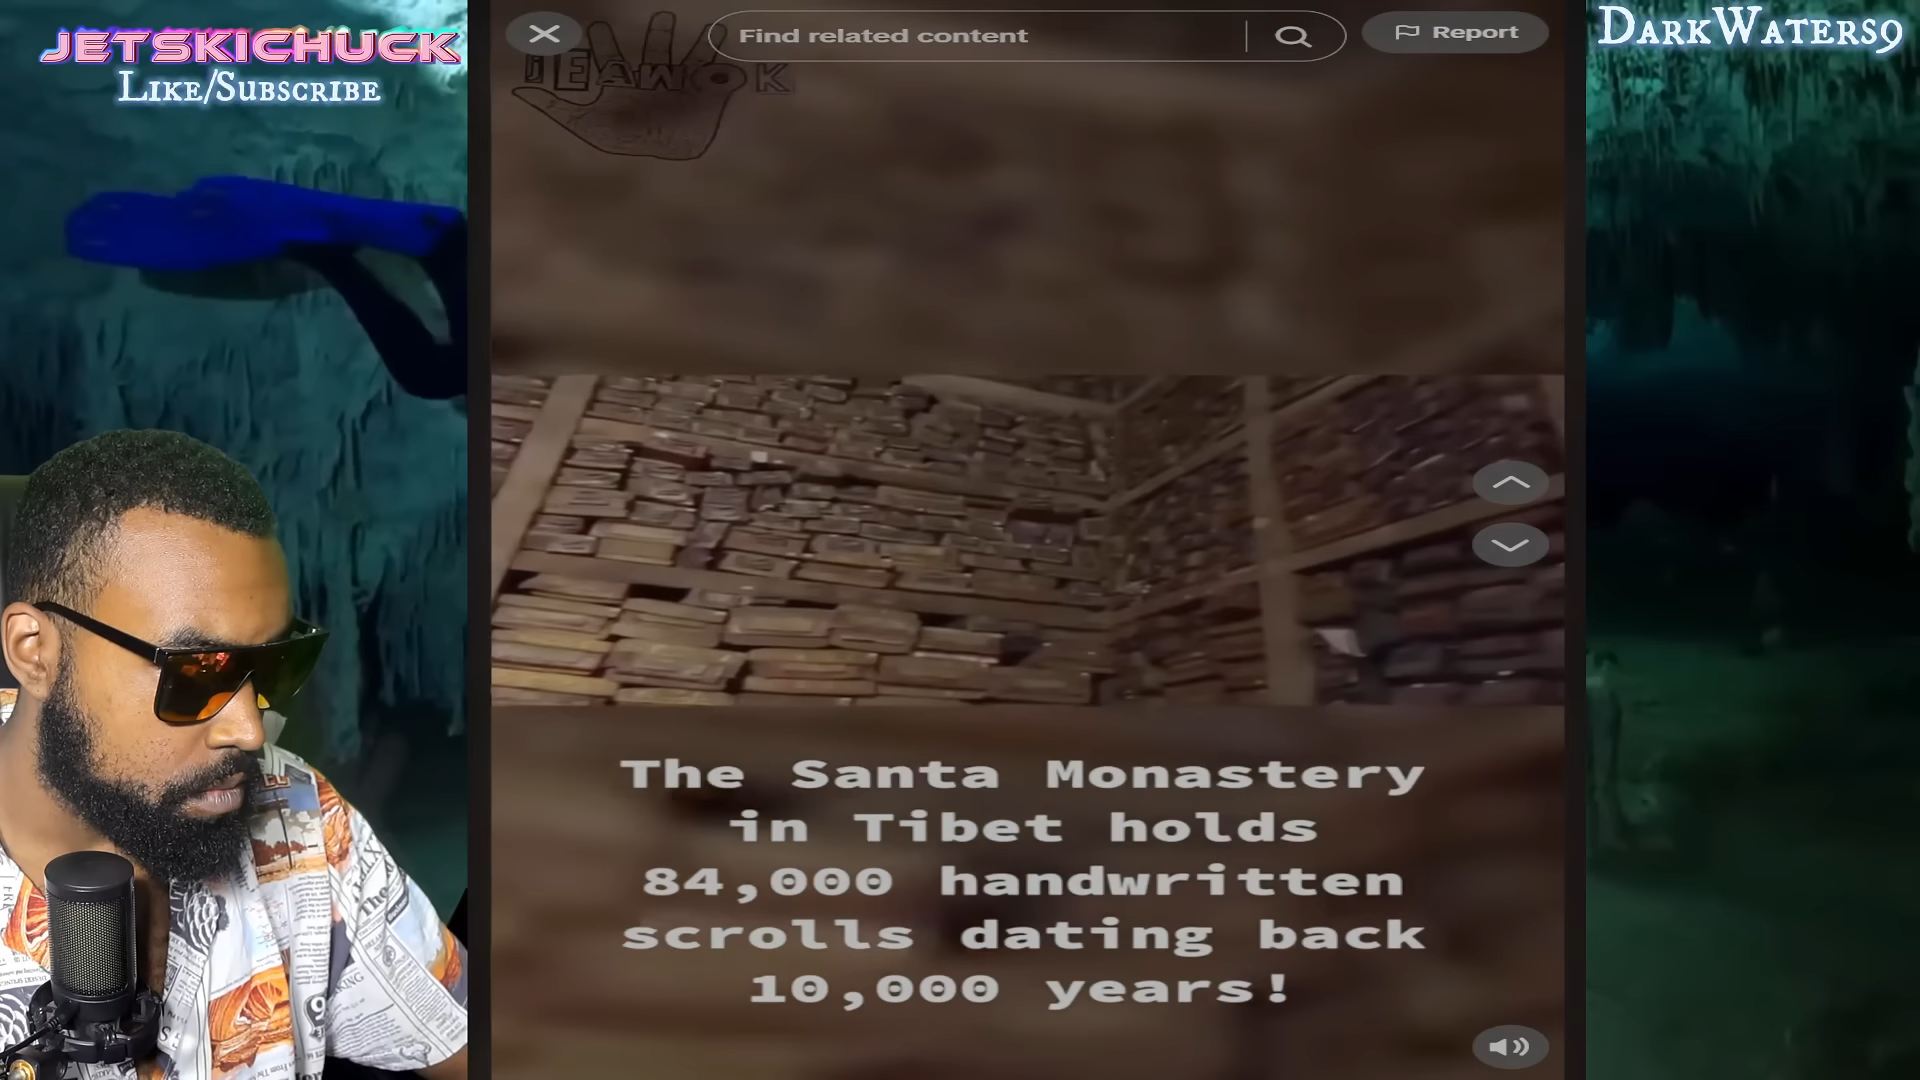 JETSKICHUCK
Like/Subscribe
DarkWaters9
Find related content
Report
The Santa Monastery
in Tibet holds
84,000 handwritten
scrolls dating back
10,000 years!